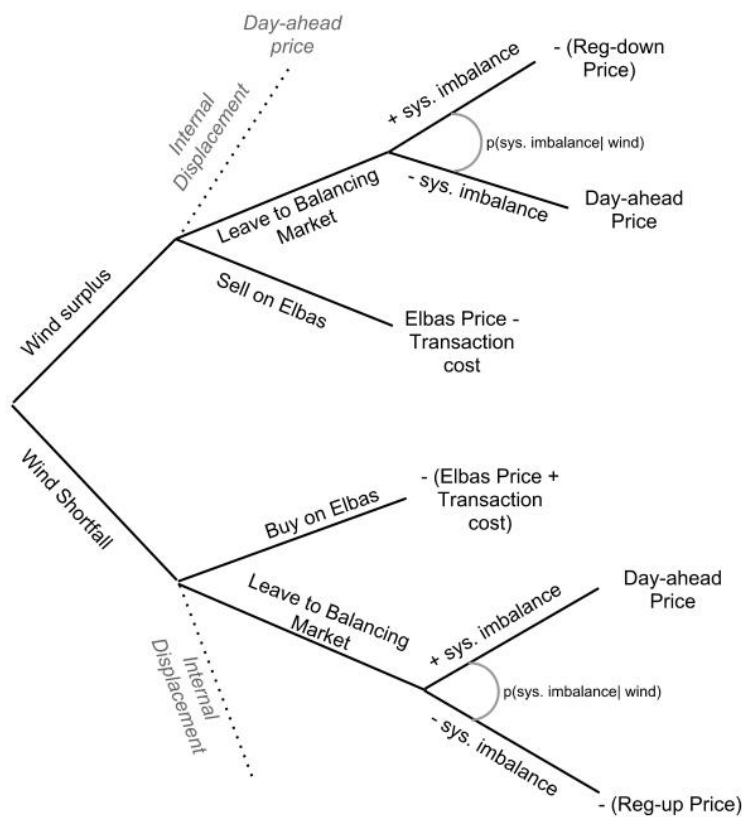 Day-ahead
price
Internal
Displacement
+ sys. imbalance
- (Reg-down
Price)
p(sys. imbalance| wind)
- sys. imbalance
Day-ahead
Price
Leave to Balancing
Market
Wind surplus
Sell on Elbas
Elbas Price -
Transaction
cost
Wind Shortfall
Buy on Elbas
- (Elbas Price +
Transaction
cost)
Leave to Balancing
Market
+ sys. imbalance
Day-ahead
Price
p(sys. imbalance| wind)
- sys. imbalance
- (Reg-up Price)
Internal
Displacement